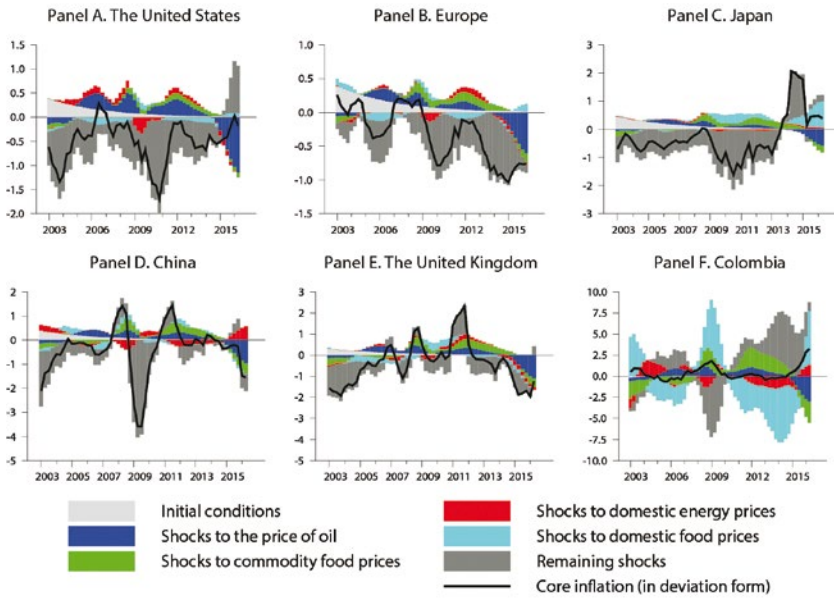 Panel A. The United States
Panel B. Europe
Panel C. Japan
1.5
1.0
0.5
0.0
-0.5
-1.0
-1.5
-2.0
2003 2006 2009 2012 2015
1.0
0.5
0.0
-0.5
-1.0
-1.5
2003 2006 2009 2012 2015
3
2
1
0
-1
-2
-3
2003 2005 2007 2009 2011 2013 2015
Panel D. China
Panel E. The United Kingdom
Panel F. Colombia
2
1
0
-1
-2
-3
-4
-5
2003 2005 2007 2009 2011 2013 2015
3
2
1
0
-1
-2
-3
-4
-5
2003 2005 2007 2009 2011 2013 2015
10.0
7.5
5.0
2.5
0.0
-2.5
-5.0
-7.5
-10.0
2003 2006 2009 2012 2015
Initial conditions
Shocks to the price of oil
Shocks to commodity food prices
Shocks to domestic energy prices
Shocks to domestic food prices
Remaining shocks
Core inflation (in deviation form)